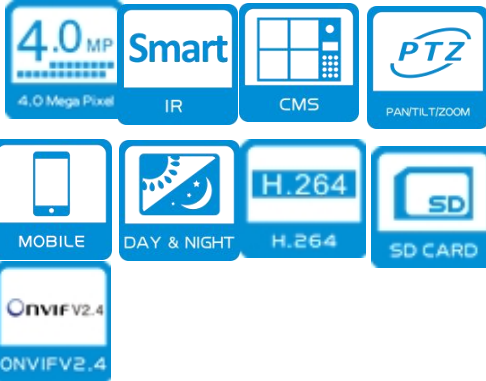 4.0 MP
4.0 Mega Pixel
Smart
IR
CMS
PTZ
PAN/TILT/ZOOM
MOBILE
DAY & NIGHT
H.264
H.264
SD
SD CARD
ONVIF V2.4
ONVIFV2.4